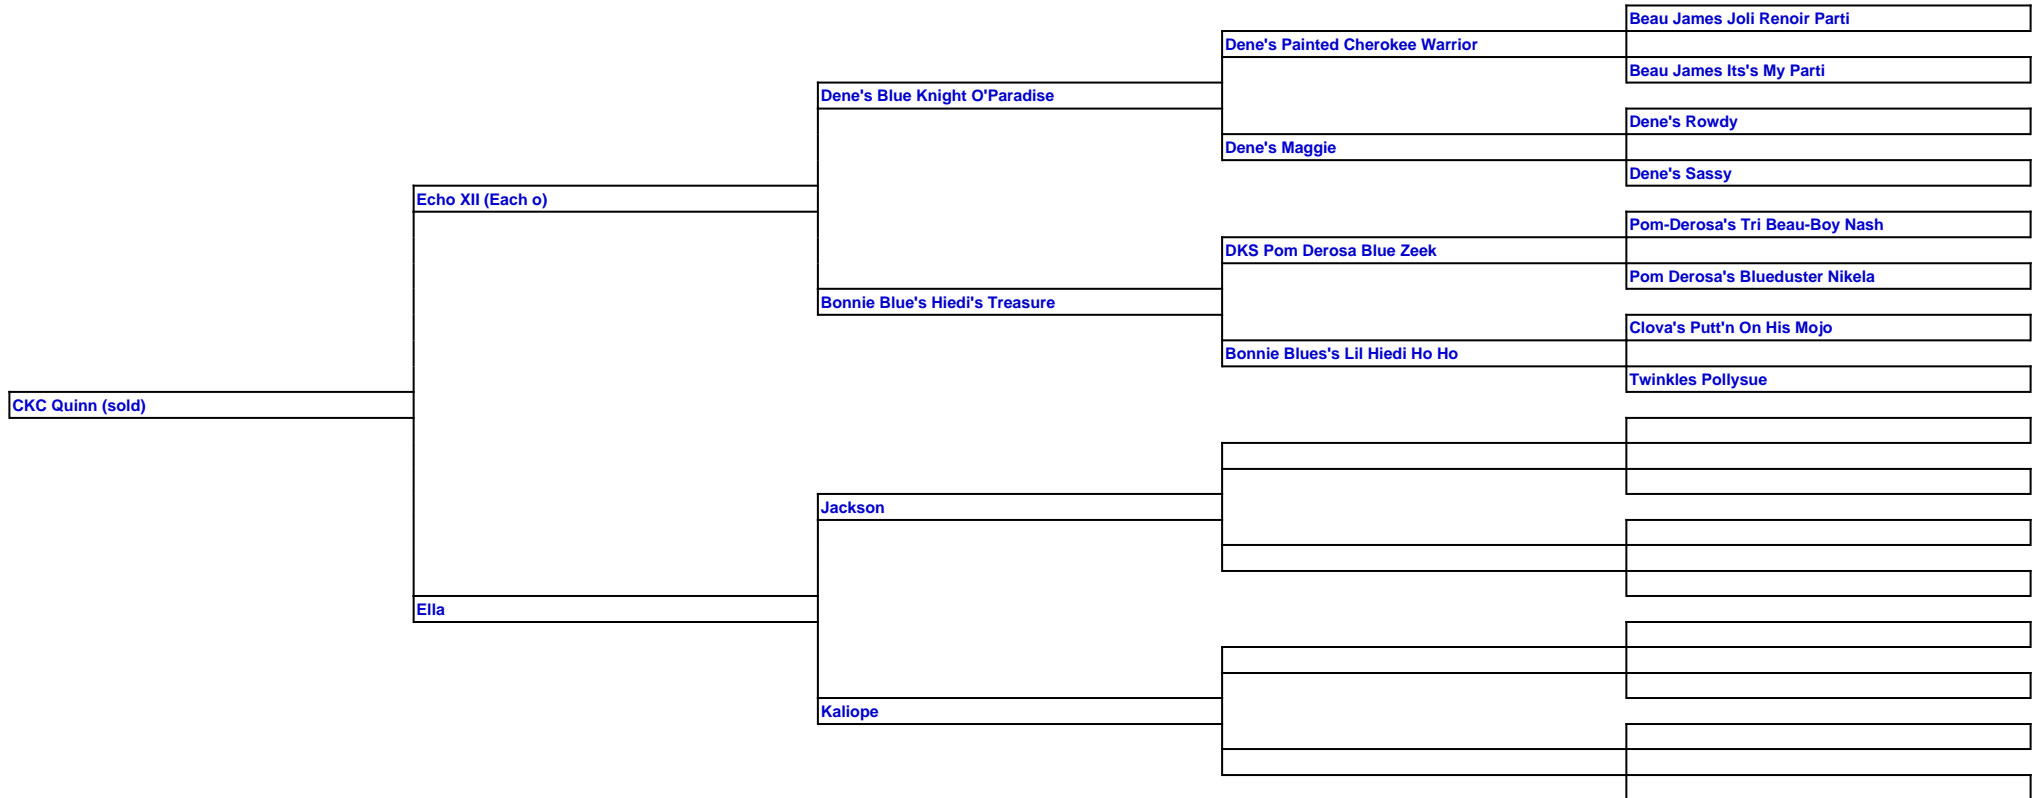 Beau James Joli Renoir Parti
Dene's Painted Cherokee Warrior
Beau James Its's My Parti
Dene's Blue Knight O'Paradise
Dene's Rowdy
Dene's Maggie
Dene's Sassy
Echo XII (Each o)
Pom-Derosa's Tri Beau-Boy Nash
DKS Pom Derosa Blue Zeek
Pom Derosa's Blueduster Nikela
Bonnie Blue's Hiedi's Treasure
Clova's Putt'n On His Mojo
Bonnie Blues's Lil Hiedi Ho Ho
Twinkles Pollysue
CKC Quinn (sold)
Jackson
Ella
Kaliope